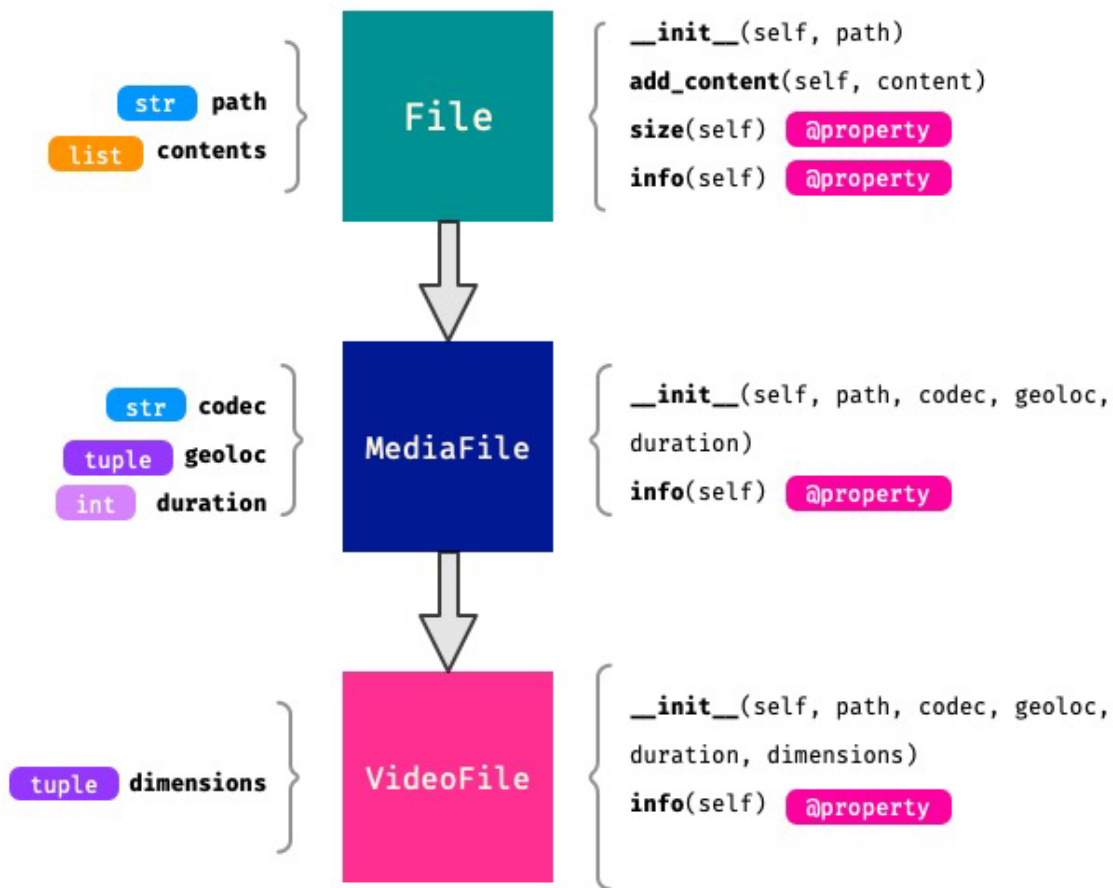 str path
list contents
File
__init__(self, path)
add_content(self, content)
size(self) @property
info(self) @property
str codec
tuple geoloc
int duration
MediaFile
__init__(self, path, codec, geoloc,
duration)
info(self) @property
tuple dimensions
VideoFile
__init__(self, path, codec, geoloc,
duration, dimensions)
info(self) @property